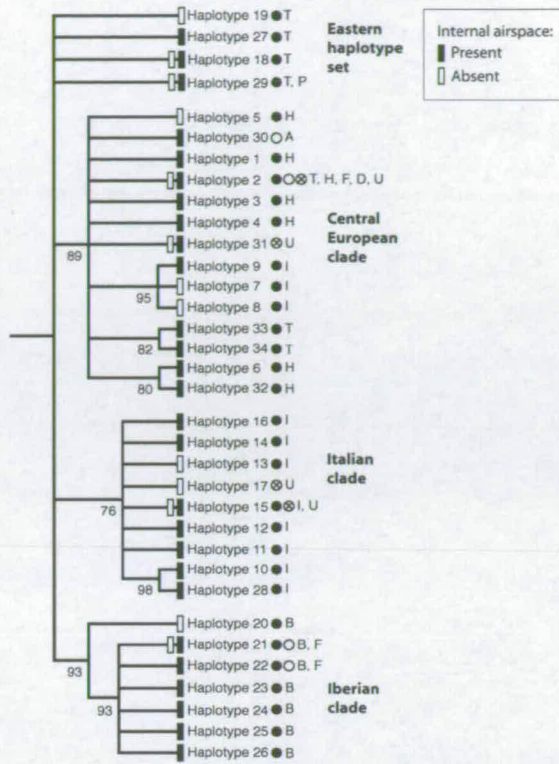 Haplotype 19 ● T
Haplotype 27 ● T
Haplotype 18 ● T
Haplotype 29 ● T, P
Eastern
haplotype
set
Internal airspace:
Present
Absent
Haplotype 5 ● H
Haplotype 30 ○ A
Haplotype 1 ● H
Haplotype 2 ●○⊗ T, H, F, D, U
Haplotype 3 ● H
Haplotype 4 ● H
Haplotype 31 ⊗ U
Haplotype 9 ● I
Haplotype 7 ● I
Haplotype 8 ● I
Haplotype 33 ● T
Haplotype 34 ● T
Haplotype 6 ● H
Haplotype 32 ● H
89
95
82
80
Central
European
clade
Haplotype 16 ● I
Haplotype 14 ● I
Haplotype 13 ● I
Haplotype 17 ⊗ U
Haplotype 15 ●⊗ I, U
Haplotype 12 ● I
Haplotype 11 ● I
Haplotype 10 ● I
Haplotype 28 ● I
76
98
Italian
clade
Haplotype 20 ● B
Haplotype 21 ●○ B, F
Haplotype 22 ●○ B, F
Haplotype 23 ● B
Haplotype 24 ● B
Haplotype 25 ● B
Haplotype 26 ● B
93
93
Iberian
clade